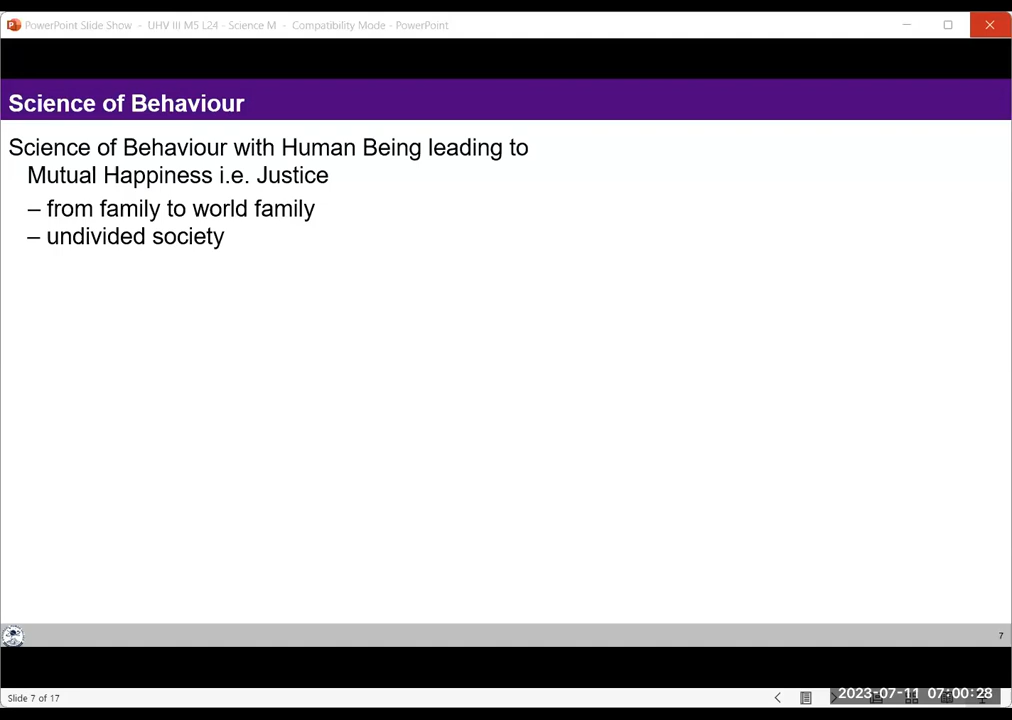 PowerPoint Slide Show - UHV III M5 L24 - Science M - Compatibility Mode - PowerPoint
Science of Behaviour
Science of Behaviour with Human Being leading to
Mutual Happiness i.e. Justice
– from family to world family
– undivided society
7
Slide 7 of 17
2023-07-11 07:00:28